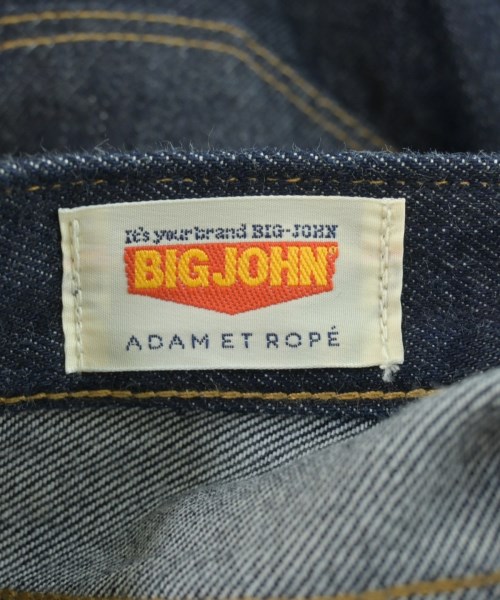 It's your brand BIG-JOHN
BIG JOHN®
ADAM ET ROPÉ